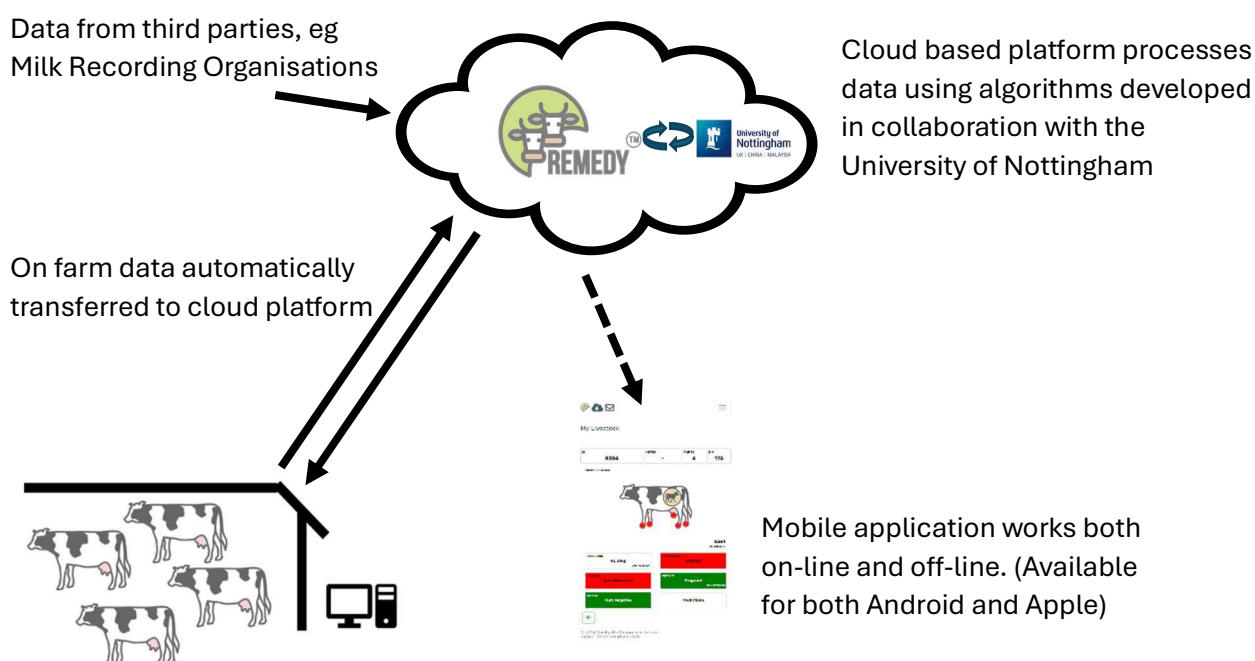 Data from third parties, eg
Milk Recording Organisations
Cloud based platform processes
data using algorithms developed
in collaboration with the
University of Nottingham
REMEDY
TM
University of
Nottingham
UK | CHINA | MALAYSIA
On farm data automatically
transferred to cloud platform
My Livestock
4
176
Pregnant
Predictions
Mobile application works both
on-line and off-line. (Available
for both Android and Apple)